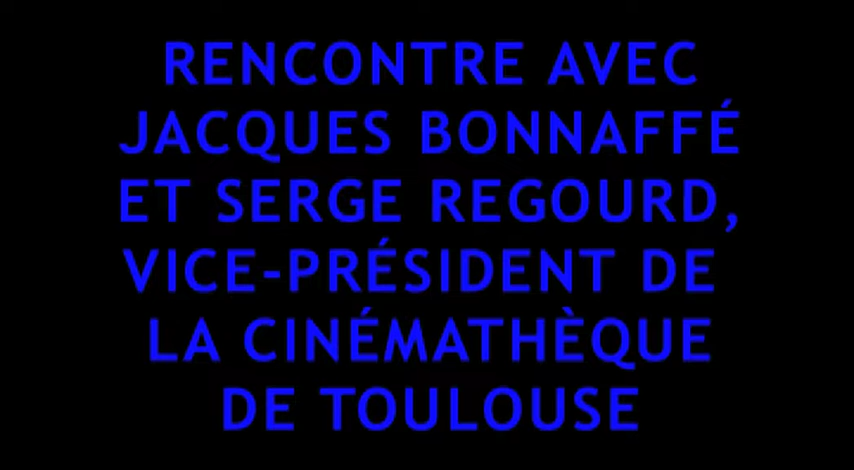 RENCONTRE AVEC
JACQUES BONNAFFÉ
ET SERGE REGOURD,
VICE-PRÉSIDENT DE
LA CINÉMATHÈQUE
DE TOULOUSE